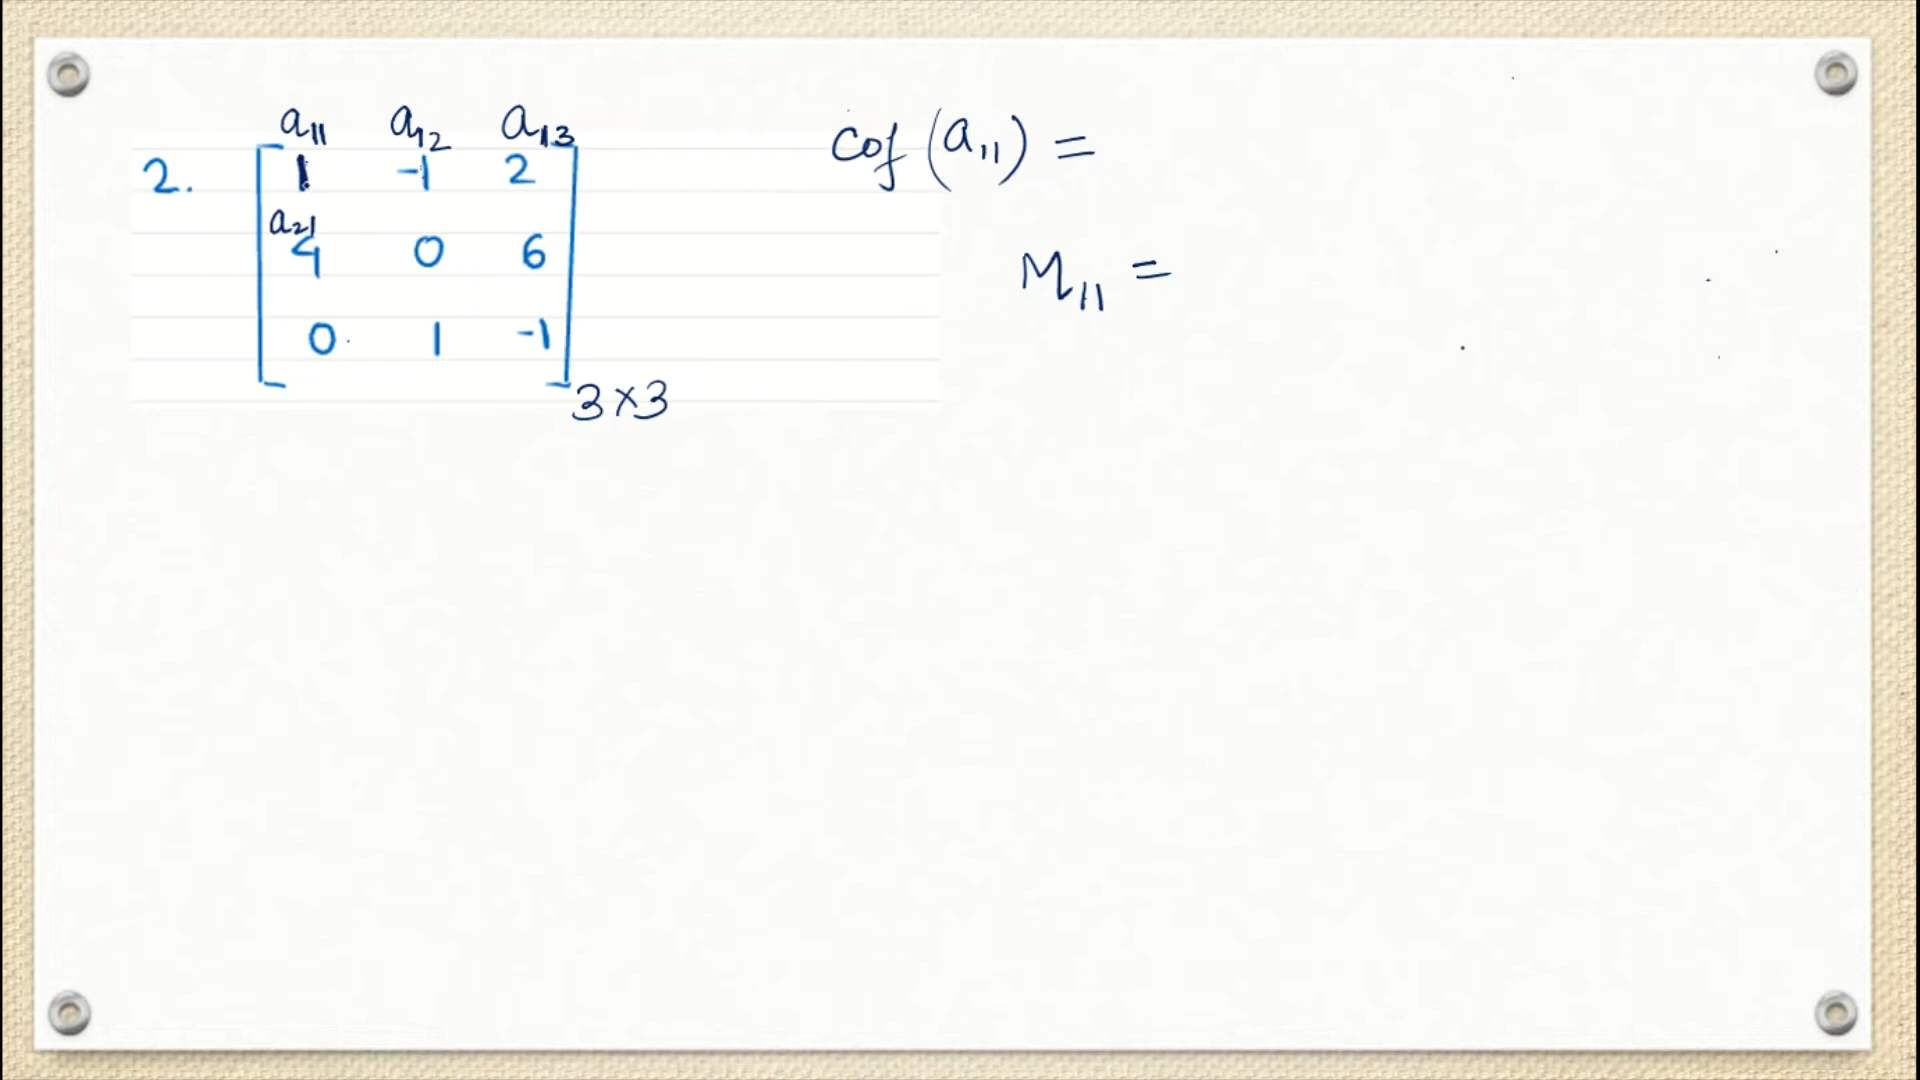 a11 a12 a13
2. 1 -1 2
a21
4 0 6
0 1 -1
3×3
Cof (a11) =
M11 =